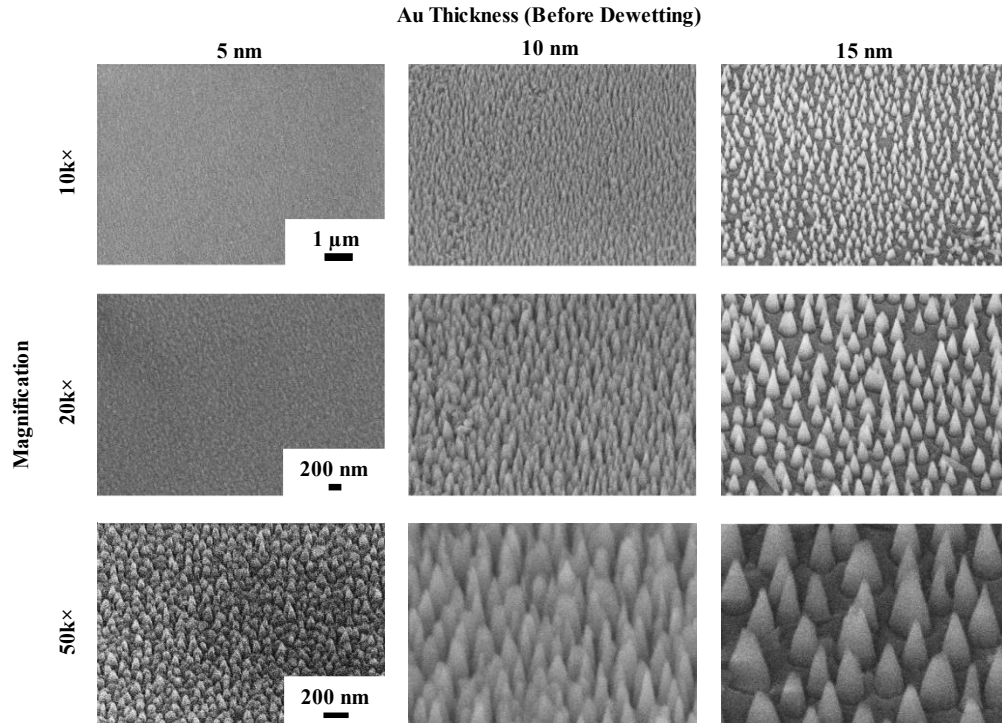 Au Thickness (Before Dewetting)
5 nm
10 nm
15 nm
Magnification
10k×
1 µm
20k×
200 nm
50k×
200 nm